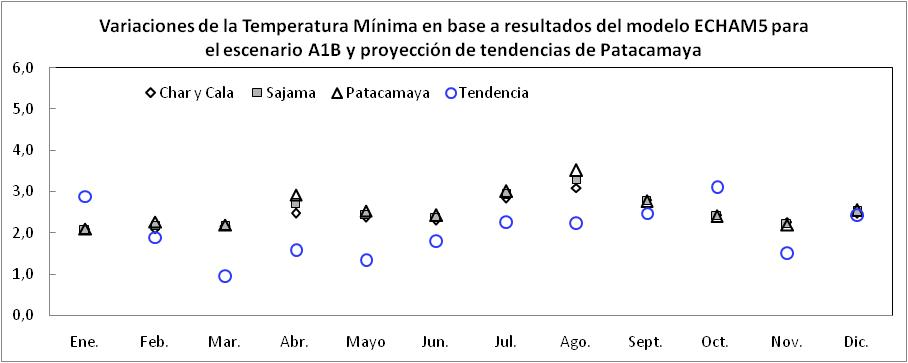 Variaciones de la Temperatura Mínima en base a resultados del modelo ECHAM5 para
el escenario A1B y proyección de tendencias de Patacamaya
6,0
Char y Cala Sajama Patacamaya Tendencia
5,0
4,0
3,0
2,0
1,0
0,0
Ene. Feb. Mar. Abr. Mayo Jun. Jul. Ago. Sept. Oct. Nov. Dic.